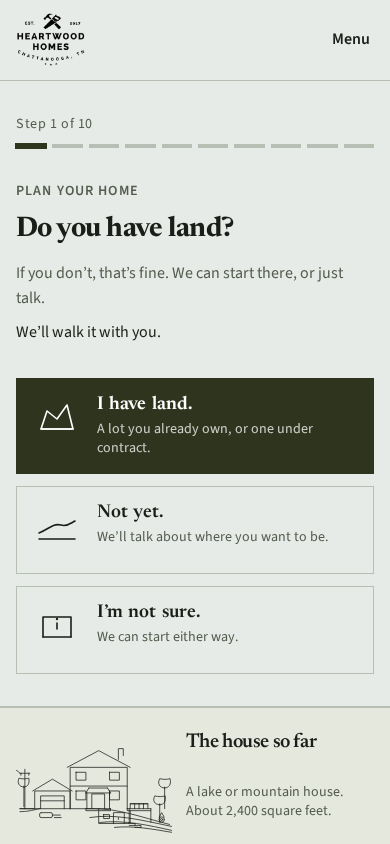 EST. 2017
HEARTWOOD
HOMES
CHATTANOOGA, TN
Menu
Step 1 of 10
PLAN YOUR HOME
Do you have land?
If you don’t, that’s fine. We can start there, or just
talk.
We’ll walk it with you.
I have land.
A lot you already own, or one under
contract.
Not yet.
We’ll talk about where you want to be.
I’m not sure.
We can start either way.
The house so far
A lake or mountain house.
About 2,400 square feet.